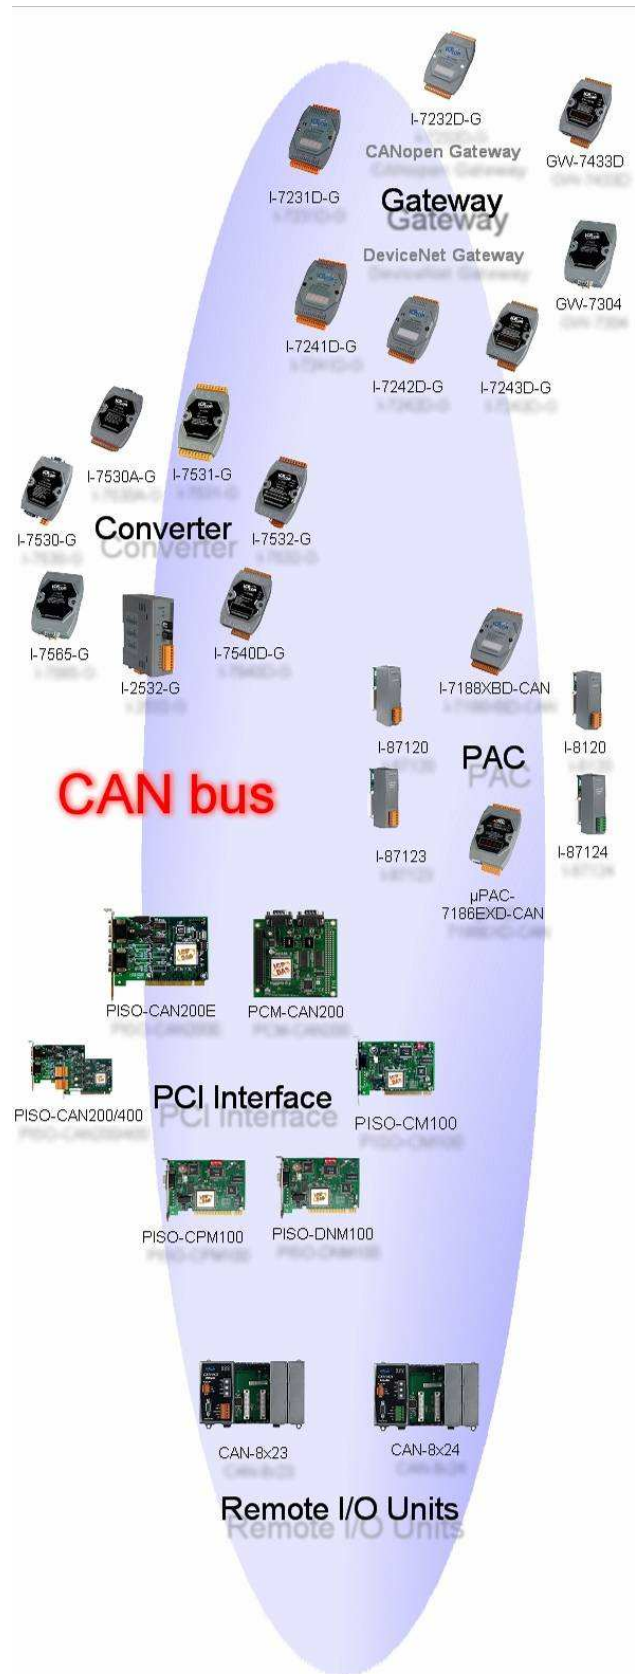 I-7232D-G
CANopen Gateway
GW-7433D
I-7231D-G
Gateway
DeviceNet Gateway
GW-7304
I-7241D-G
I-7242D-G
I-7243D-G
I-7530A-G
I-7531-G
I-7530-G
Converter
I-7532-G
I-7565-G
I-2532-G
I-7540D-G
I-7188XBD-CAN
I-87120
PAC
I-8120
CAN bus
I-87123
I-87124
µPAC-
7186EXD-CAN
PISO-CAN200E
PCM-CAN200
PISO-CAN200/400
PCI Interface
PISO-CM100
PISO-CPM100
PISO-DNM100
CAN-8x23
CAN-8x24
Remote I/O Units